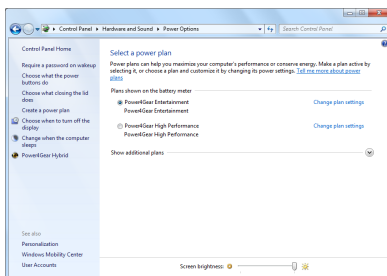 Control Panel ▸ Hardware and Sound ▸ Power Options
Search Control Panel
Control Panel Home
Require a password on wakeup
Choose what the power
buttons do
Choose what closing the lid
does
Create a power plan
Choose when to turn off the
display
Change when the computer
sleeps
Power4Gear Hybrid
See also
Personalization
Windows Mobility Center
User Accounts
Select a power plan
Power plans can help you maximize your computer's performance or conserve energy. Make a plan active by
selecting it, or choose a plan and customize it by changing its power settings. Tell me more about power
plans
Plans shown on the battery meter
Power4Gear Entertainment
Change plan settings
Power4Gear Entertainment
Power4Gear High Performance
Change plan settings
Power4Gear High Performance
Show additional plans
Screen brightness: